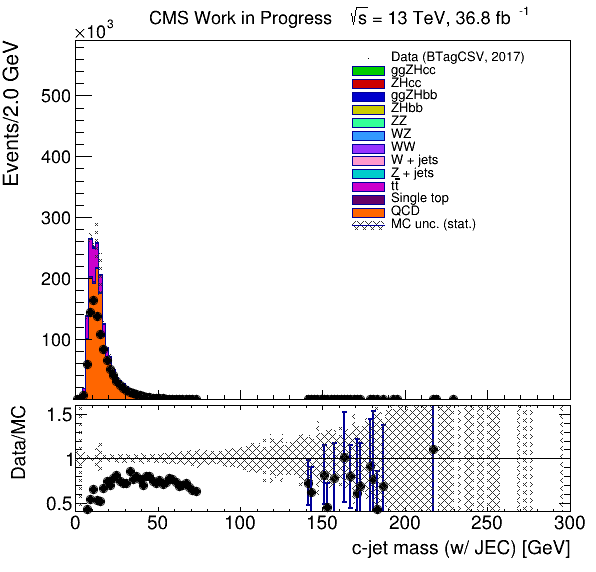 CMS Work in Progress √s = 13 TeV, 36.8 fb⁻¹
×10³
Events/2.0 GeV
500
400
300
200
100
Data (BTagCSV, 2017)
ggZHcc
ZHcc
ggZHbb
ZHbb
ZZ
WZ
WW
W + jets
Z + jets
tt̄
Single top
QCD
MC unc. (stat.)
Data/MC
1.5
1
0.5
0 50 100 150 200 250 300
c-jet mass (w/ JEC) [GeV]